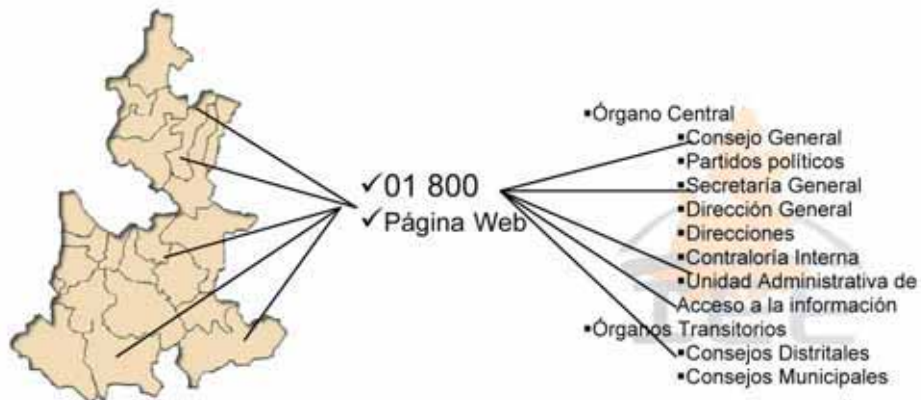 ✓01 800
✓Página Web
▪Órgano Central
▪Consejo General
▪Partidos políticos
▪Secretaría General
▪Dirección General
▪Direcciones
▪Contraloría Interna
▪Unidad Administrativa de
Acceso a la información
▪Órganos Transitorios
▪Consejos Distritales
▪Consejos Municipales